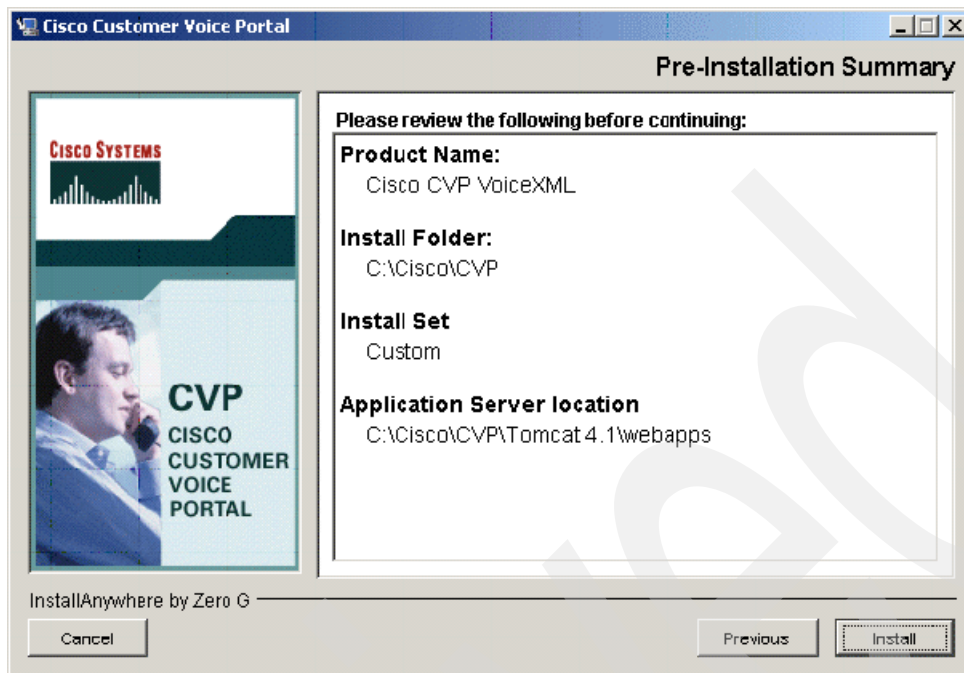 Cisco Customer Voice Portal
Pre-Installation Summary
CISCO SYSTEMS
CVP
CISCO
CUSTOMER
VOICE
PORTAL
Please review the following before continuing:
Product Name:
Cisco CVP VoiceXML
Install Folder:
C:\Cisco\CVP
Install Set
Custom
Application Server location
C:\Cisco\CVP\Tomcat 4.1\webapps
InstallAnywhere by Zero G
Cancel
Previous
Install